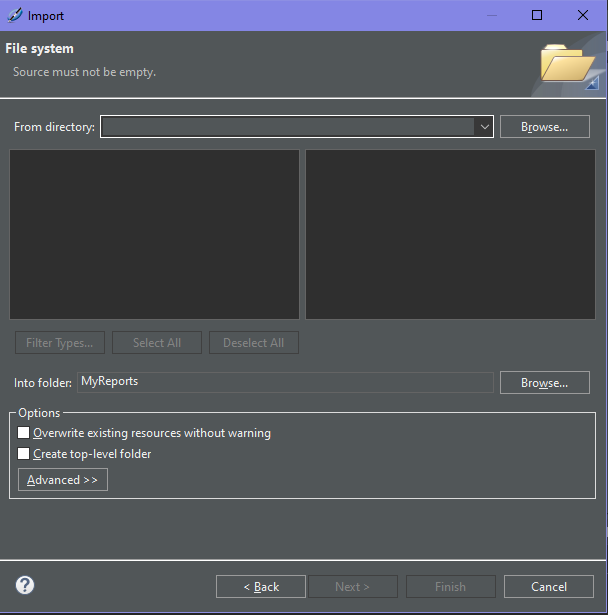 Import
File system
Source must not be empty.
From directory:
Browse...
Filter Types...
Select All
Deselect All
Into folder:
MyReports
Browse...
Options
Overwrite existing resources without warning
Create top-level folder
Advanced >>
?
< Back
Next >
Finish
Cancel